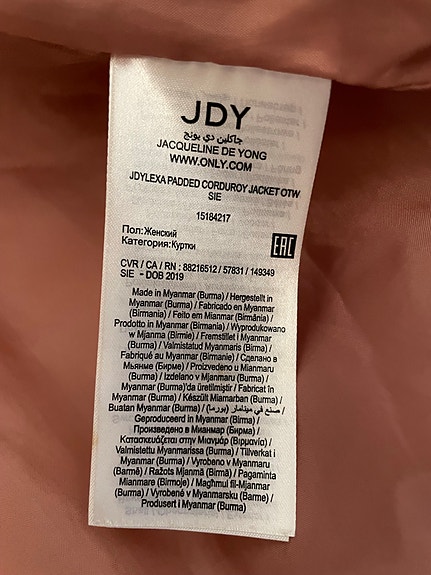 JDY
جاكلين دي يونج
JACQUELINE DE YONG
WWW.ONLY.COM
JDYLEXA PADDED CORDUROY JACKET OTW
SIE
15184217
Пол:Женский
Категория:Куртки
EAC
CVR / CA / RN : 88216512 / 57831 / 149349
SIE - DOB 2019
Made in Myanmar (Burma) / Hergestellt in
Myanmar (Burma) / Fabricado en Myanmar
(Birmania) / Feito em Mianmar (Birmânia) /
Prodotto in Myanmar (Birmania) / Wyprodukowano
w Mjanma (Birmie) / Fremstillet i Myanmar
(Burma) / Valmistatud Myanmaris (Birma) /
Fabriqué au Myanmar (Birmanie) / Сделано в
Мьянме (Бирме) / Proizvedeno u Mianmaru
(Burma) / Izdelano v Mjanmaru (Burma) /
Myanmar (Burma)'da üretilmiştir / Fabricat în
Myanmar (Burma) / Készült Miamarban (Burma) /
Buatan Myanmar (Burma) / صنع في ميانمار (بورما) /
Geproduceerd in Myanmar (Birma) /
Произведено в Мианмар (Бирма) /
Κατασκευάζεται στην Μιανμάρ (Βιρμανία) /
Valmistettu Myanmarissa (Burma) / Tillverkat i
Myanmar (Burma) / Vyrobeno v Myanmaru
(Barmě) / Ražots Mjanmā (Birmā) / Pagaminta
Mianmare (Birmoje) / Magħmul fil-Mjanmar
(Burma) / Vyrobené v Myanmarsku (Barme) /
Produsert i Myanmar (Burma)